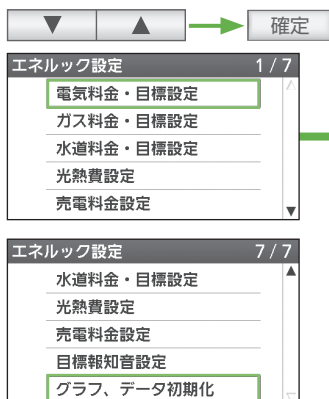 ▼ ▲ 確定
エネルック設定 1/7
電気料金・目標設定
ガス料金・目標設定
水道料金・目標設定
光熱費設定
売電料金設定
エネルック設定 7/7
水道料金・目標設定
光熱費設定
売電料金設定
目標報知音設定
グラフ、データ初期化